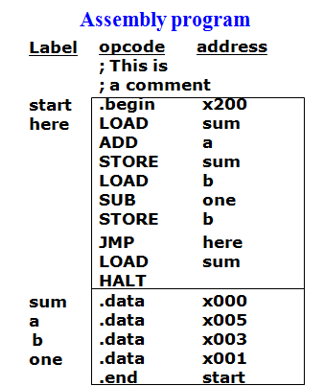 Assembly program
Label opcode address
; This is
; a comment
start .begin x200
here LOAD sum
ADD a
STORE sum
LOAD b
SUB one
STORE b
JMP here
LOAD sum
HALT
sum .data x000
a .data x005
b .data x003
one .data x001
.end start